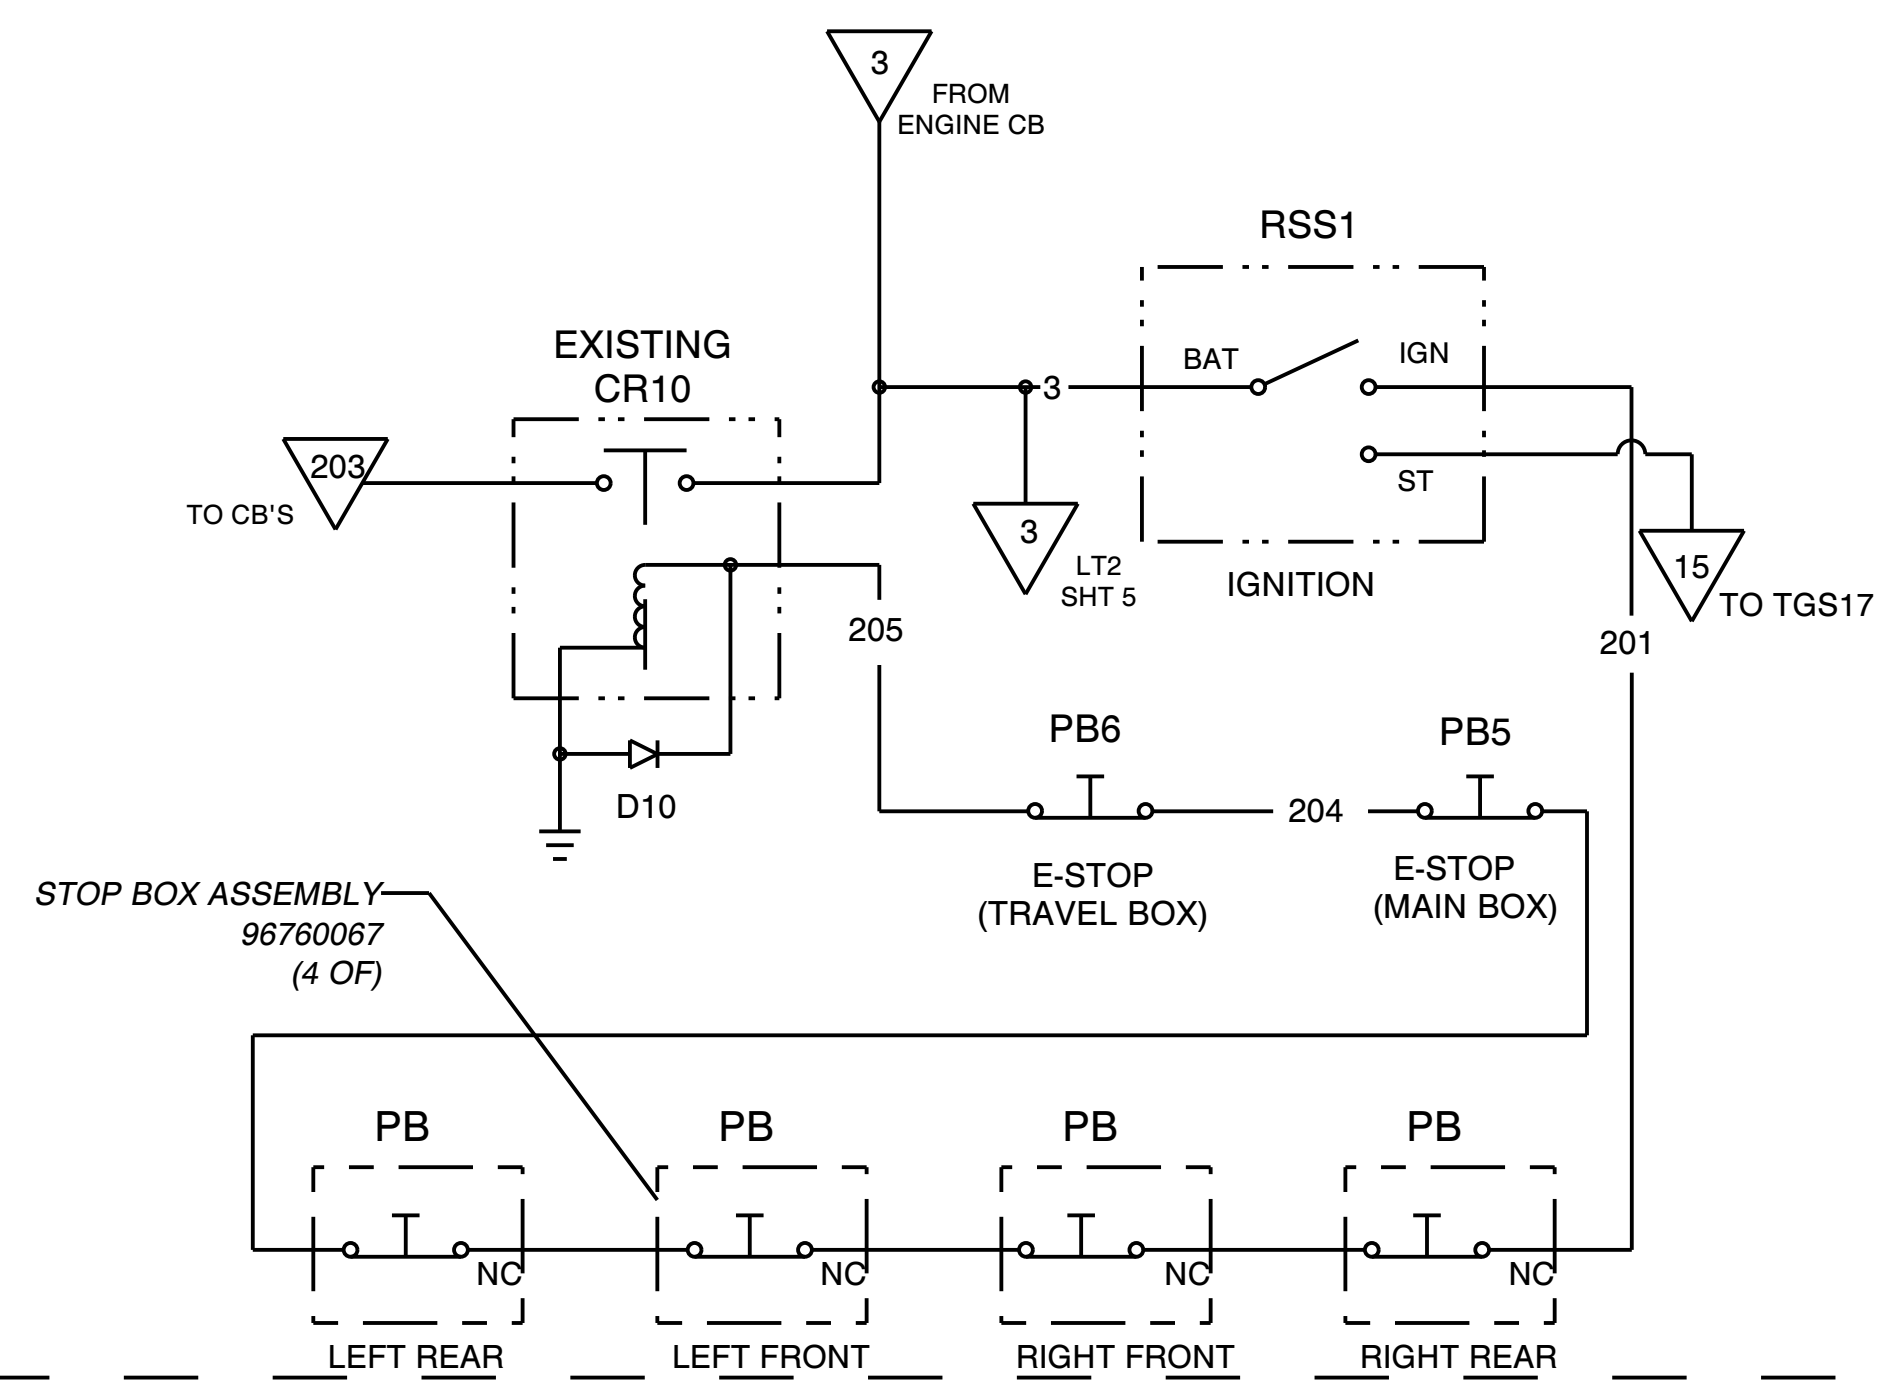 3
FROM
ENGINE CB
RSS1
EXISTING
CR10
BAT
IGN
3
203
TO CB'S
ST
3
LT2
SHT 5
IGNITION
15
TO TGS17
205
201
PB6
PB5
D10
204
E-STOP
(TRAVEL BOX)
E-STOP
(MAIN BOX)
STOP BOX ASSEMBLY
96760067
(4 OF)
PB
PB
PB
PB
NC
NC
NC
NC
LEFT REAR
LEFT FRONT
RIGHT FRONT
RIGHT REAR